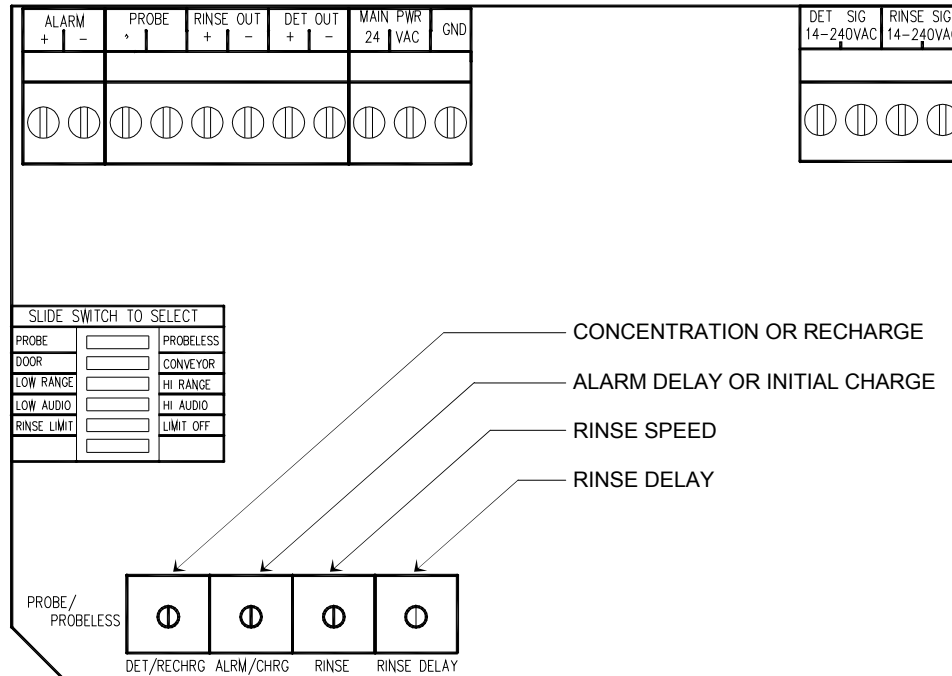 ALARM PROBE RINSE OUT DET OUT MAIN PWR GND
+ - + - + - 24 VAC
DET SIG RINSE SIG
14-240VAC 14-240VAC
SLIDE SWITCH TO SELECT
PROBE PROBELESS
DOOR CONVEYOR
LOW RANGE HI RANGE
LOW AUDIO HI AUDIO
RINSE LIMIT LIMIT OFF
CONCENTRATION OR RECHARGE
ALARM DELAY OR INITIAL CHARGE
RINSE SPEED
RINSE DELAY
PROBE/
PROBELESS
DET/RECHRG ALRM/CHRG RINSE RINSE DELAY